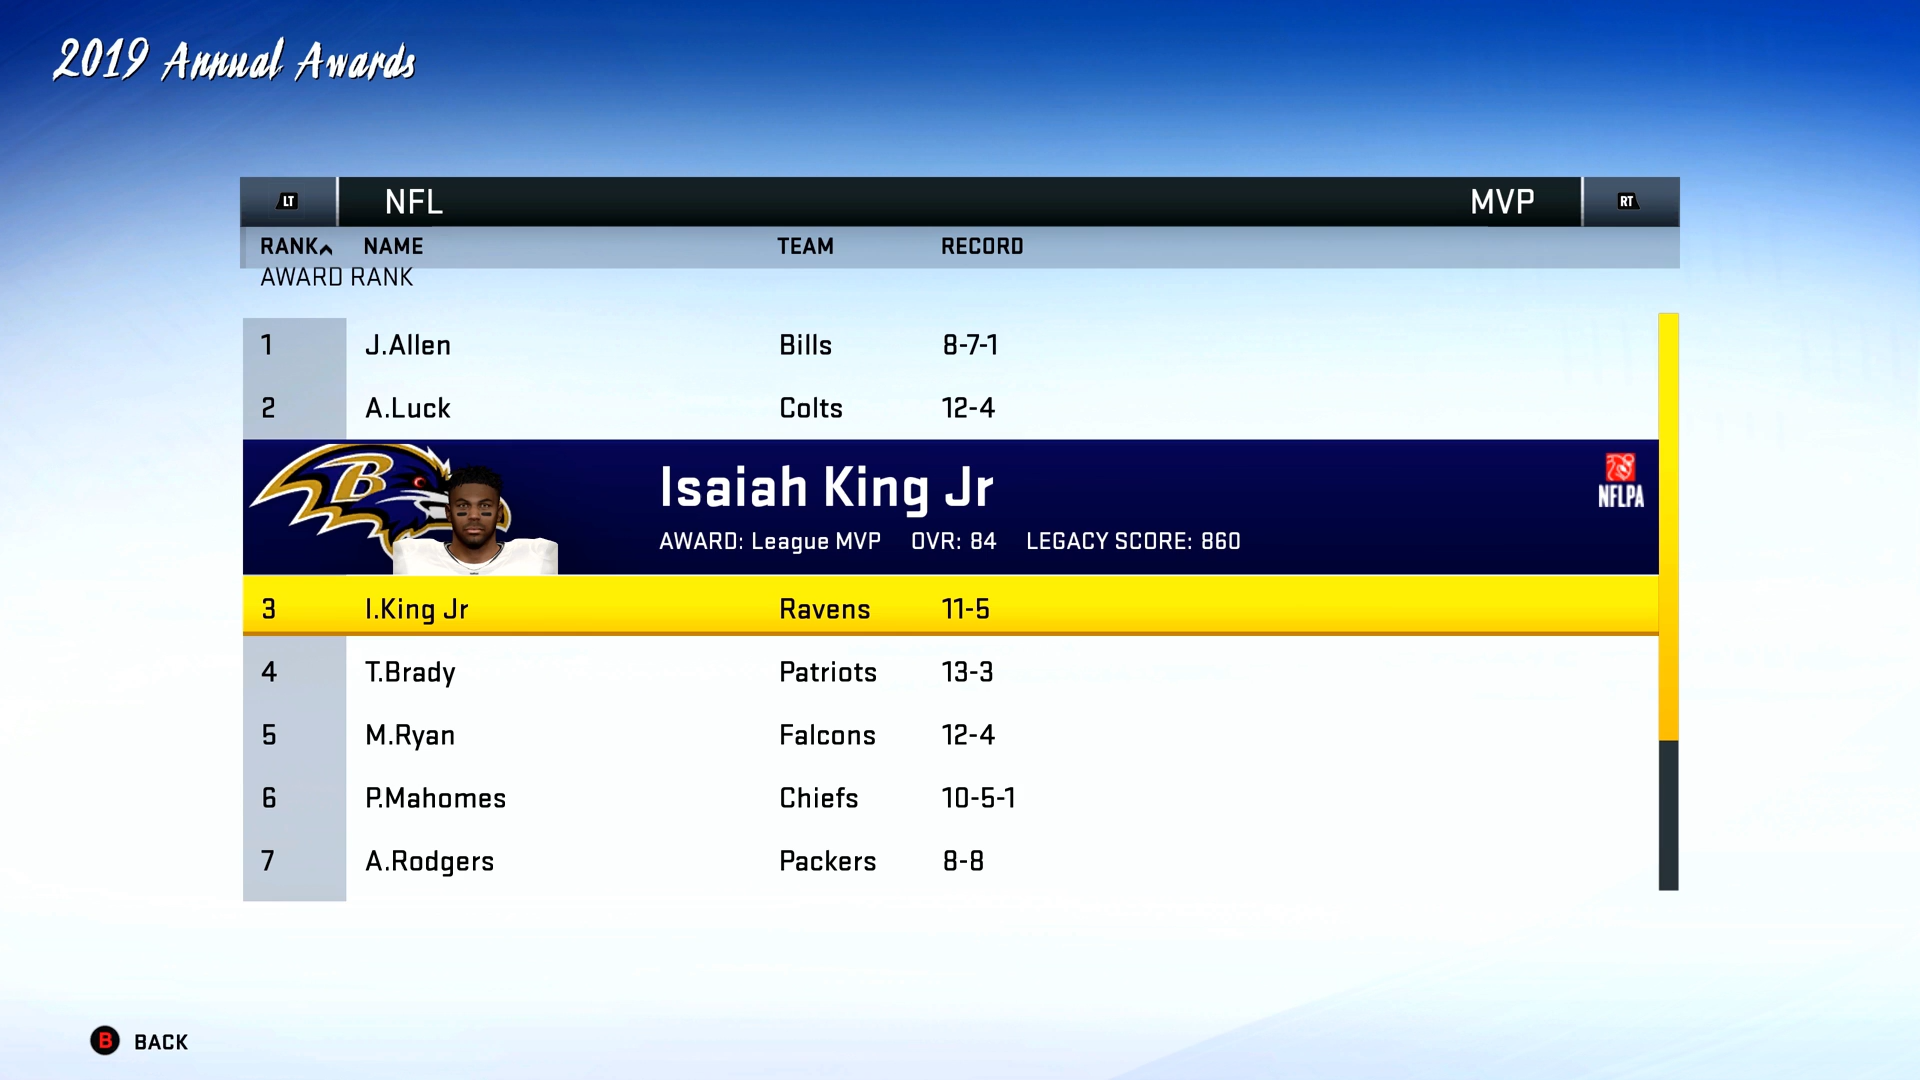 2019 Annual Awards
LT NFL MVP RT
RANK NAME TEAM RECORD
AWARD RANK
1 J.Allen Bills 8-7-1
2 A.Luck Colts 12-4
B
Isaiah King Jr
NFLPA
AWARD: League MVP OVR: 84 LEGACY SCORE: 860
3 I.King Jr Ravens 11-5
4 T.Brady Patriots 13-3
5 M.Ryan Falcons 12-4
6 P.Mahomes Chiefs 10-5-1
7 A.Rodgers Packers 8-8
B BACK